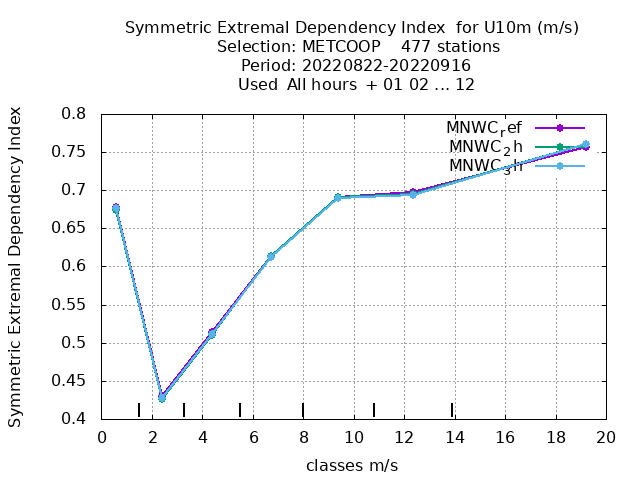 Symmetric Extremal Dependency Index  for U10m (m/s)
Selection: METCOOP    477 stations
Period: 20220822-20220916
Used  All hours  + 01 02 ... 12
Symmetric Extremal Dependency Index
0.8
0.75
0.7
0.65
0.6
0.55
0.5
0.45
0.4
MNWC_ref
MNWC_2h
MNWC_3h
0 2 4 6 8 10 12 14 16 18 20
classes m/s